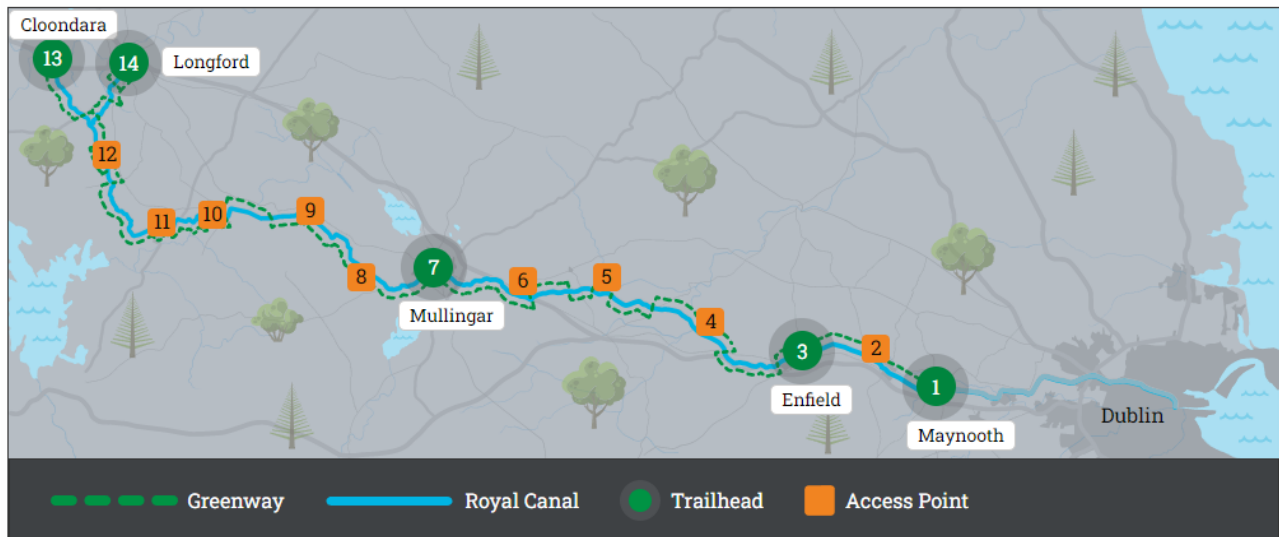 Cloondara
13
14
Longford
12
11
10
9
8
7
Mullingar
6
5
4
3
Enfield
2
1
Maynooth
Dublin
Greenway
Royal Canal
Trailhead
Access Point